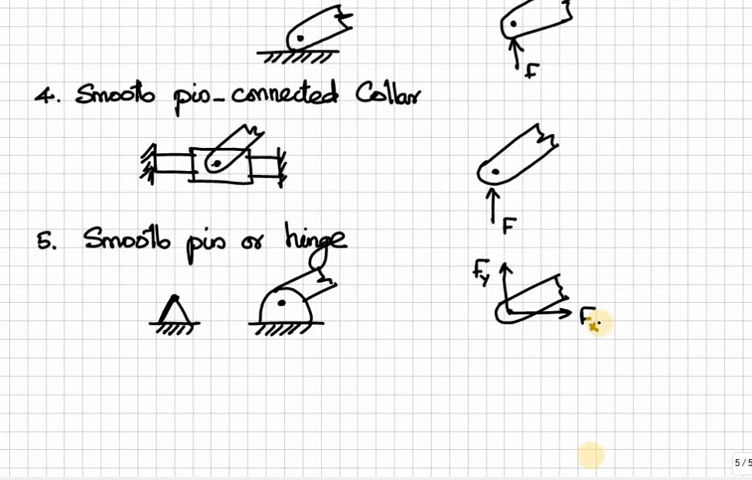 F
4. Smooth pin-connected Collar
F
5. Smooth pin or hinge
Fy
Fx
5/5